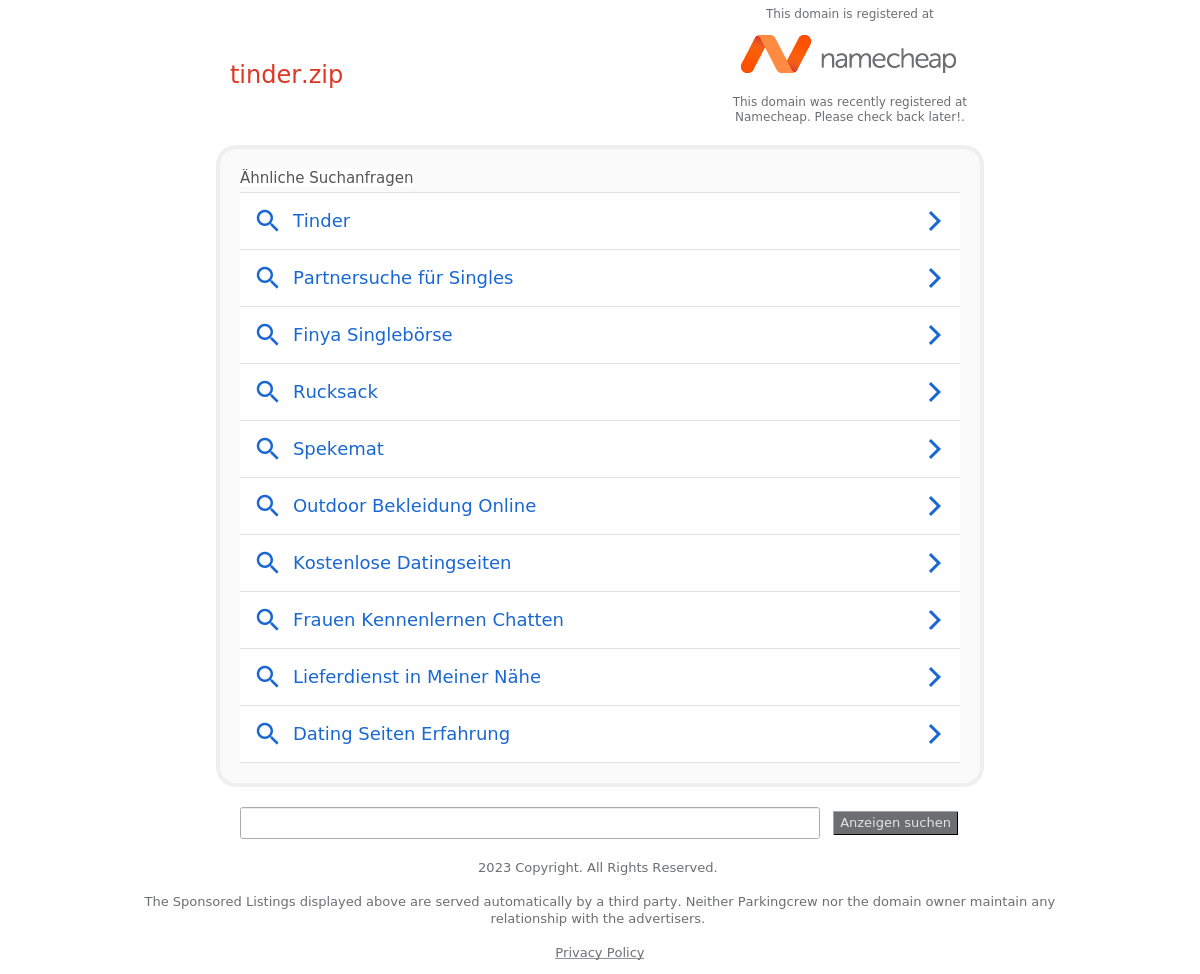 This domain is registered at
namecheap
tinder.zip
This domain was recently registered at
Namecheap. Please check back later!.
Ähnliche Suchanfragen
Tinder
Partnersuche für Singles
Finya Singlebörse
Rucksack
Spekemat
Outdoor Bekleidung Online
Kostenlose Datingseiten
Frauen Kennenlernen Chatten
Lieferdienst in Meiner Nähe
Dating Seiten Erfahrung
Anzeigen suchen
2023 Copyright. All Rights Reserved.
The Sponsored Listings displayed above are served automatically by a third party. Neither Parkingcrew nor the domain owner maintain any
relationship with the advertisers.
Privacy Policy